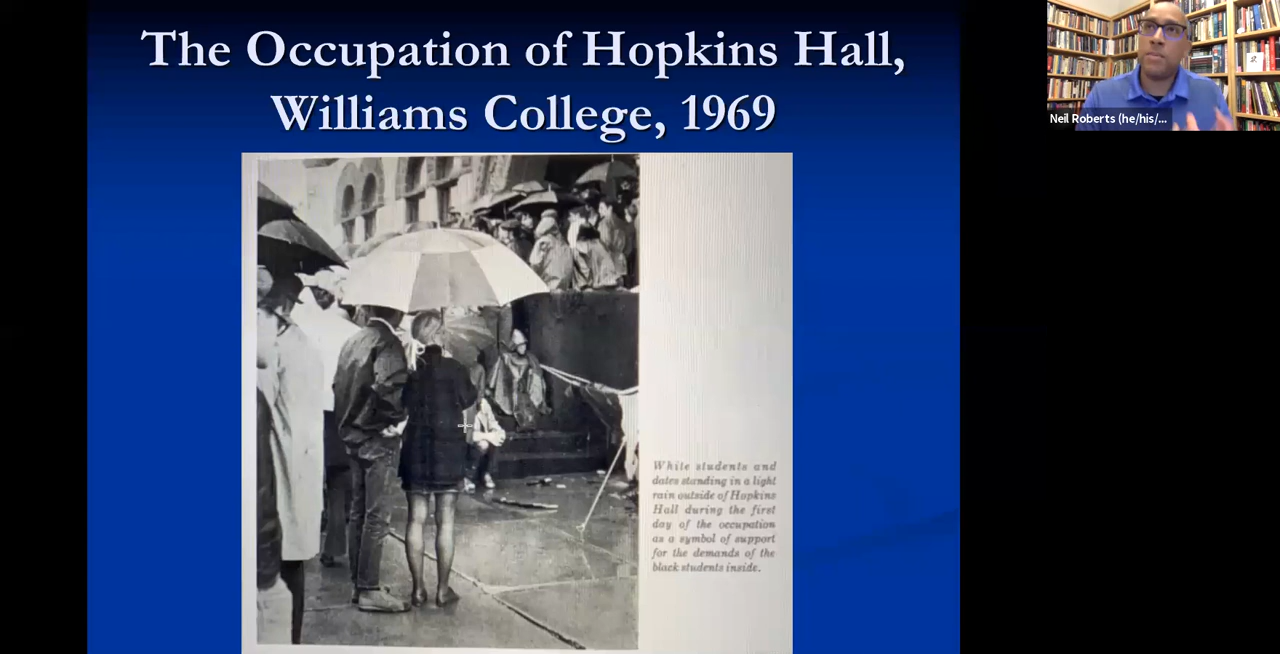 The Occupation of Hopkins Hall,
Williams College, 1969
Neil Roberts (he/his/...
White students and
dates standing in a light
rain outside of Hopkins
Hall during the first
day of the occupation
as a symbol of support
for the demands of the
black students inside.